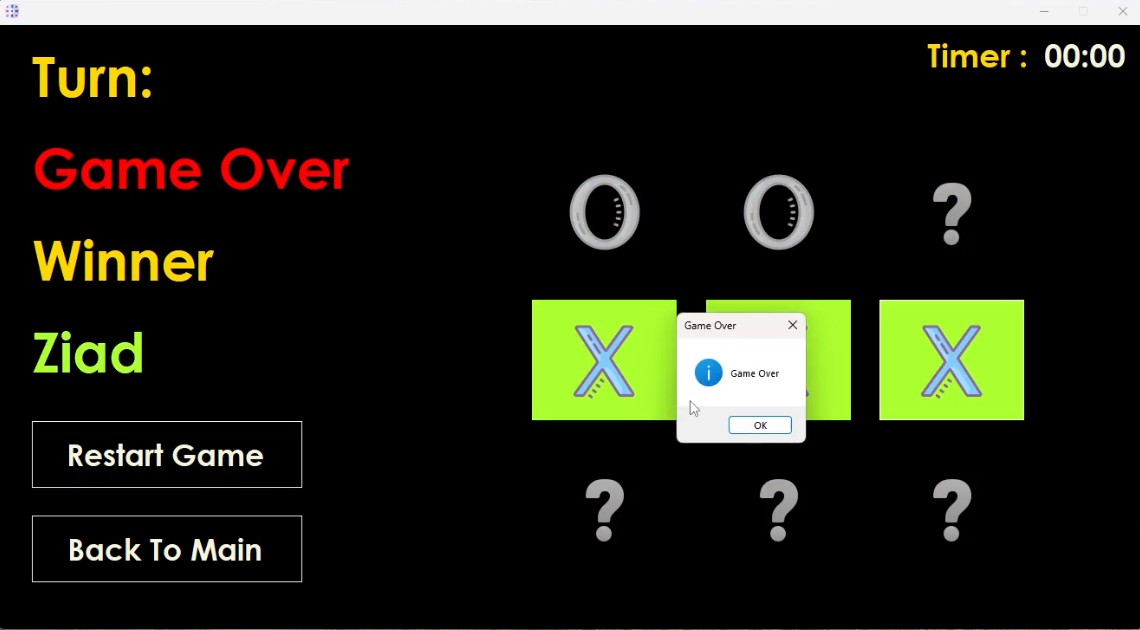 Turn:
Timer : 00:00
Game Over
Winner
Ziad
Restart Game
Back To Main
O O ?
X X
? ? ?
Game Over
Game Over
OK